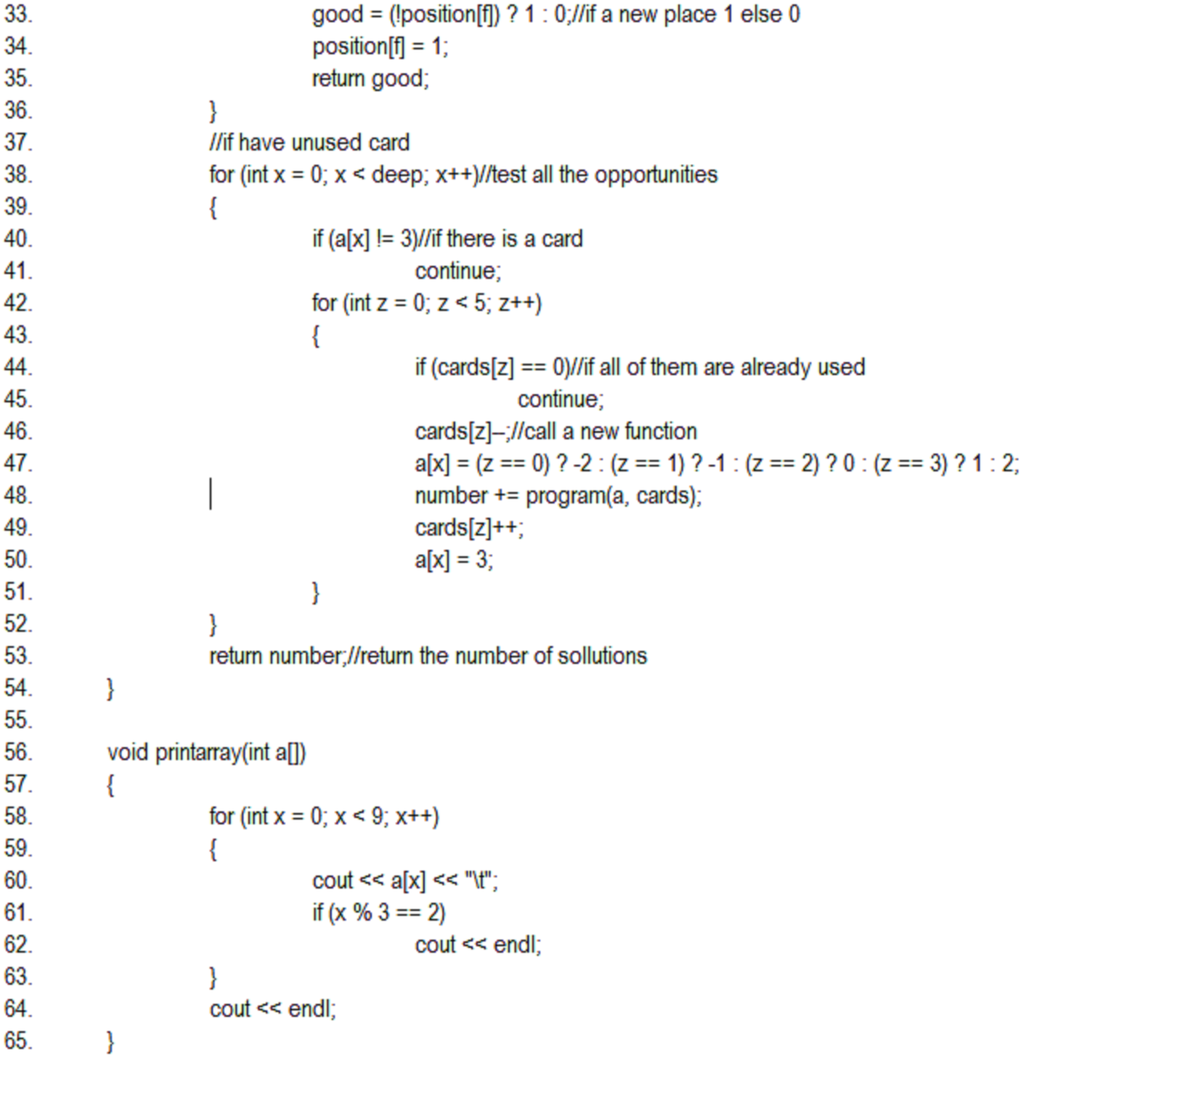 33. good = (!position[f]) ? 1 : 0;//if a new place 1 else 0
34. position[f] = 1;
35. return good;
36. }
37. //if have unused card
38. for (int x = 0; x < deep; x++)//test all the opportunities
39. {
40. if (a[x] != 3)//if there is a card
41. continue;
42. for (int z = 0; z < 5; z++)
43. {
44. if (cards[z] == 0)//if all of them are already used
45. continue;
46. cards[z]–;//call a new function
47. a[x] = (z == 0) ? -2 : (z == 1) ? -1 : (z == 2) ? 0 : (z == 3) ? 1 : 2;
48. number += program(a, cards);
49. cards[z]++;
50. a[x] = 3;
51. }
52. }
53. return number;//return the number of sollutions
54. }
55.
56. void printarray(int a[])
57. {
58. for (int x = 0; x < 9; x++)
59. {
60. cout << a[x] << "\t";
61. if (x % 3 == 2)
62. cout << endl;
63. }
64. cout << endl;
65. }